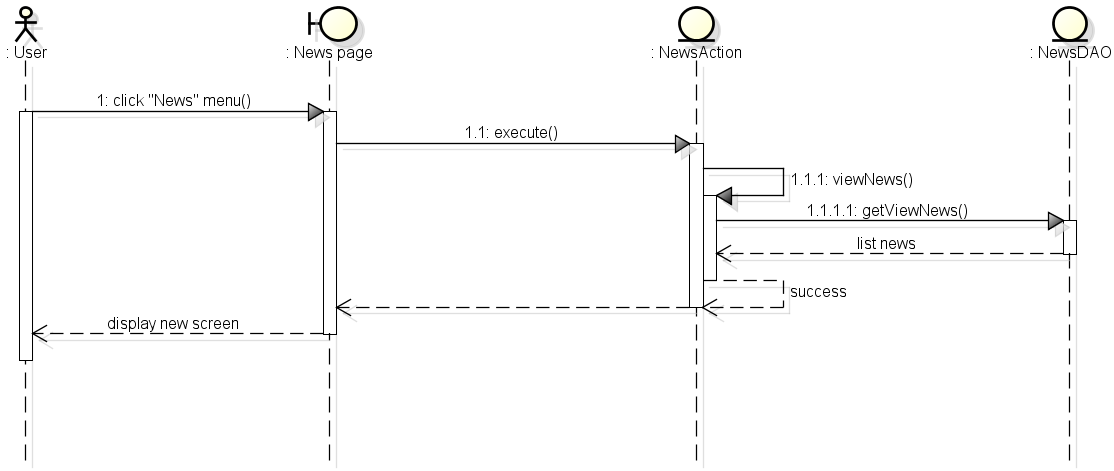 : User
: News page
: NewsAction
: NewsDAO
1: click "News" menu()
1.1: execute()
1.1.1: viewNews()
1.1.1.1: getViewNews()
list news
success
display new screen